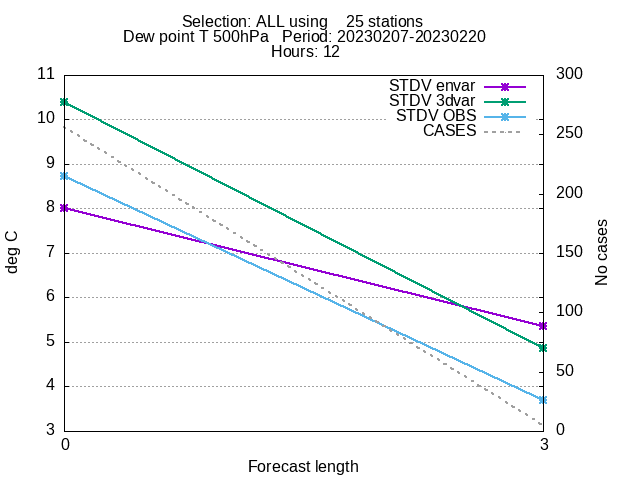 Selection: ALL using    25 stations
Dew point T 500hPa   Period: 20230207-20230220
Hours: 12
STDV envar
STDV 3dvar
STDV OBS
CASES
11
10
9
8
7
6
5
4
3
deg C
300
250
200
150
100
50
0
No cases
0
3
Forecast length